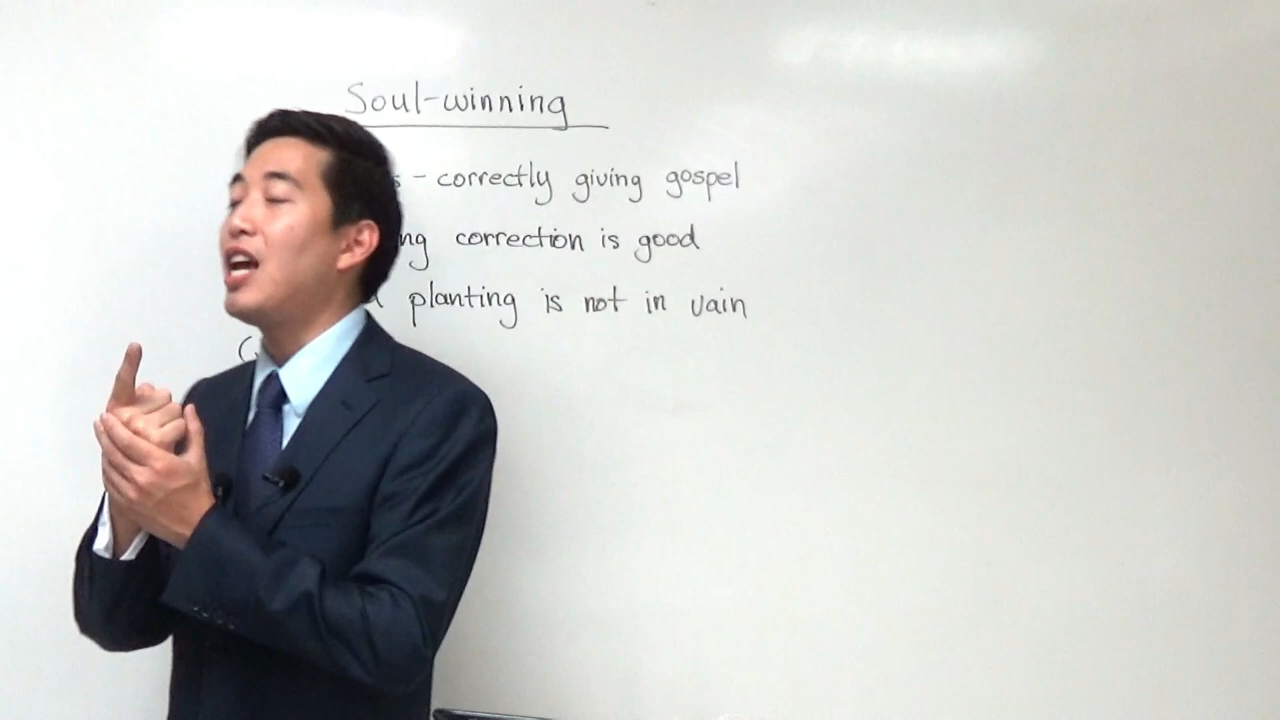 Soul-winning
- correctly giving gospel
correction is good
planting is not in vain